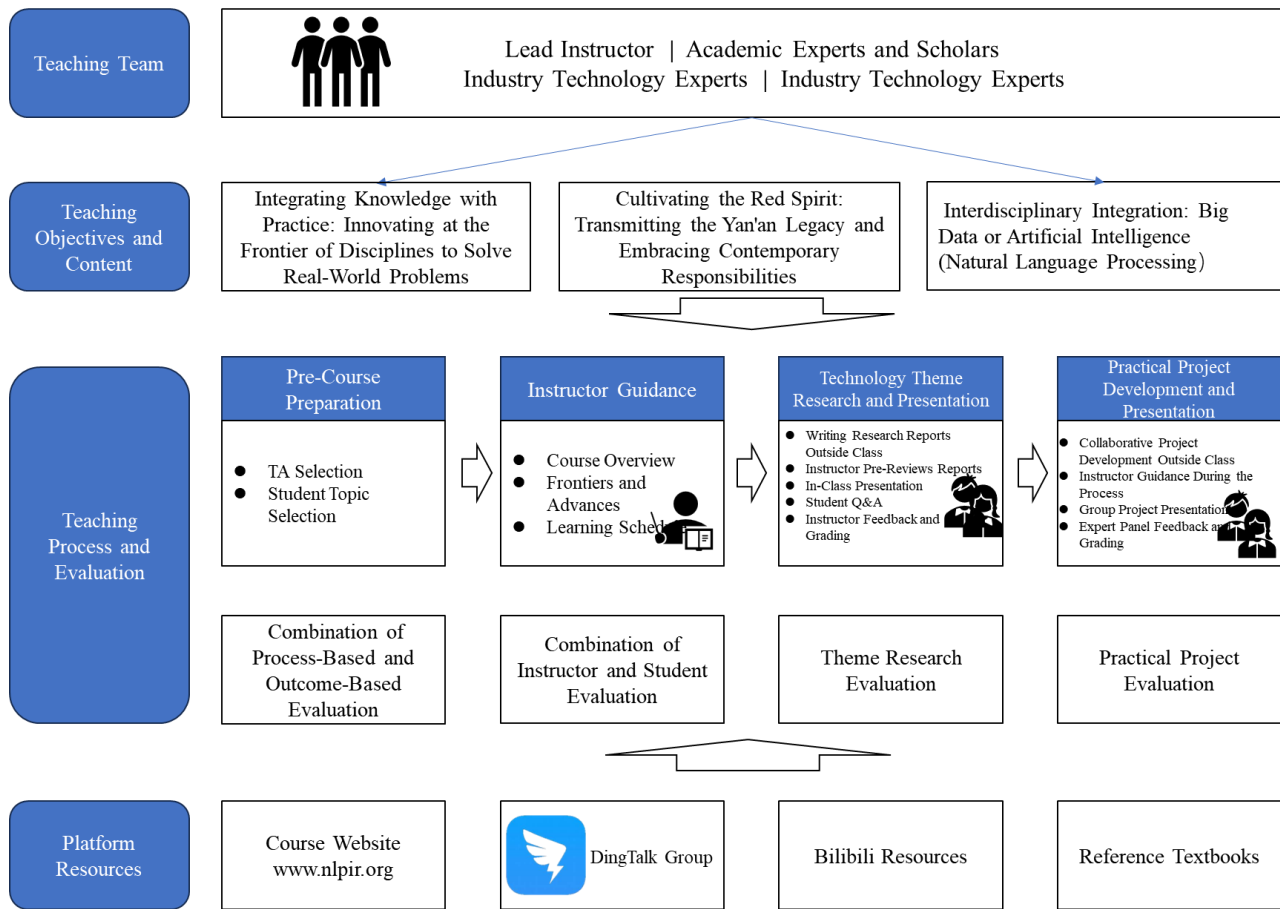 Teaching Team
Lead Instructor | Academic Experts and Scholars
Industry Technology Experts | Industry Technology Experts
Teaching
Objectives and
Content
Integrating Knowledge with
Practice: Innovating at the
Frontier of Disciplines to Solve
Real-World Problems
Cultivating the Red Spirit:
Transmitting the Yan'an Legacy and
Embracing Contemporary
Responsibilities
Interdisciplinary Integration: Big
Data or Artificial Intelligence
(Natural Language Processing）
Teaching
Process and
Evaluation
Pre-Course
Preparation
● TA Selection
● Student Topic
Selection
Instructor Guidance
● Course Overview
● Frontiers and
Advances
● Learning Schedule
Technology Theme
Research and Presentation
● Writing Research Reports
Outside Class
● Instructor Pre-Reviews Reports
● In-Class Presentation
● Student Q&A
● Instructor Feedback and
Grading
Practical Project
Development and
Presentation
● Collaborative Project
Development Outside Class
● Instructor Guidance During the
Process
● Group Project Presentation
● Expert Panel Feedback and
Grading
Combination of
Process-Based and
Outcome-Based
Evaluation
Combination of
Instructor and Student
Evaluation
Theme Research
Evaluation
Practical Project
Evaluation
Platform
Resources
Course Website
www.nlpir.org
DingTalk Group
Bilibili Resources
Reference Textbooks